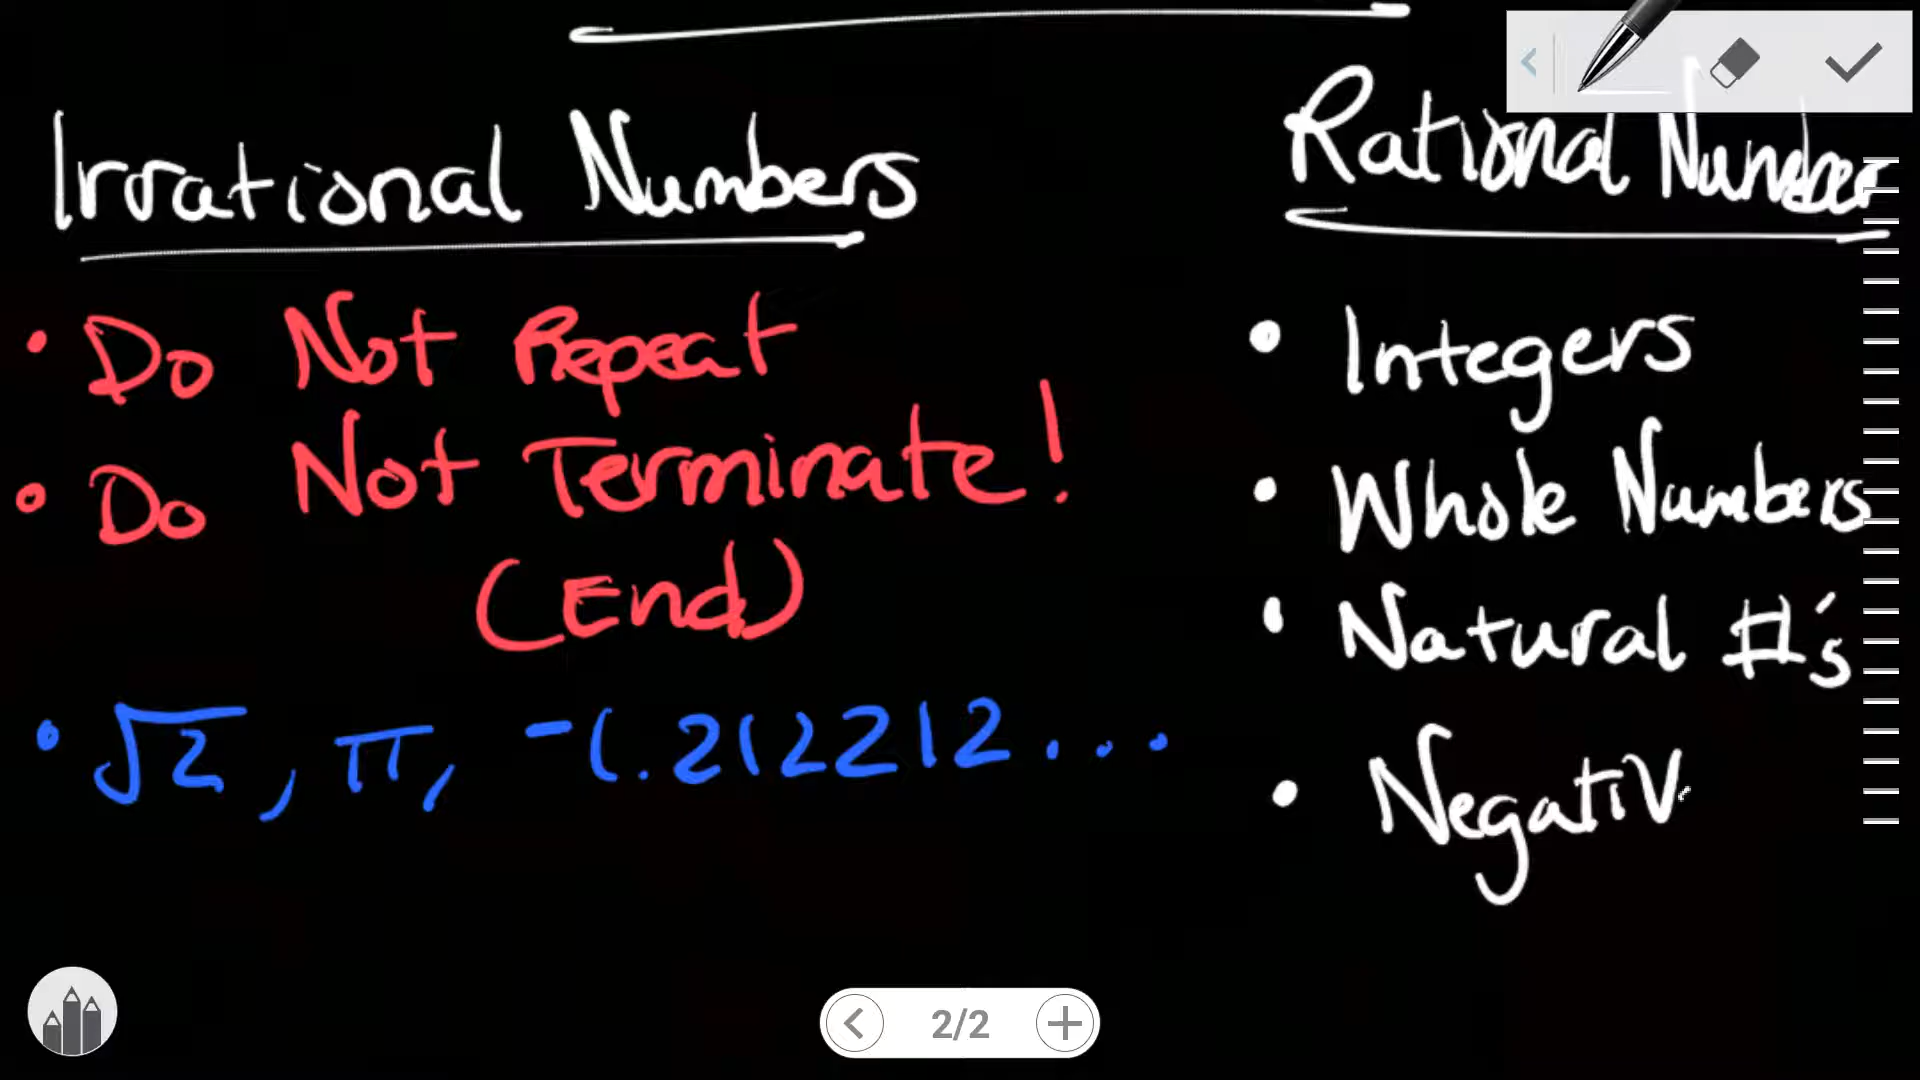 Irrational Numbers
• Do Not Repeat
• Do Not Terminate!
(End)
• √2, π, -1.212212...
Rational Number
• Integers
• Whole Numbers
• Natural #'s
• Negativ
2/2